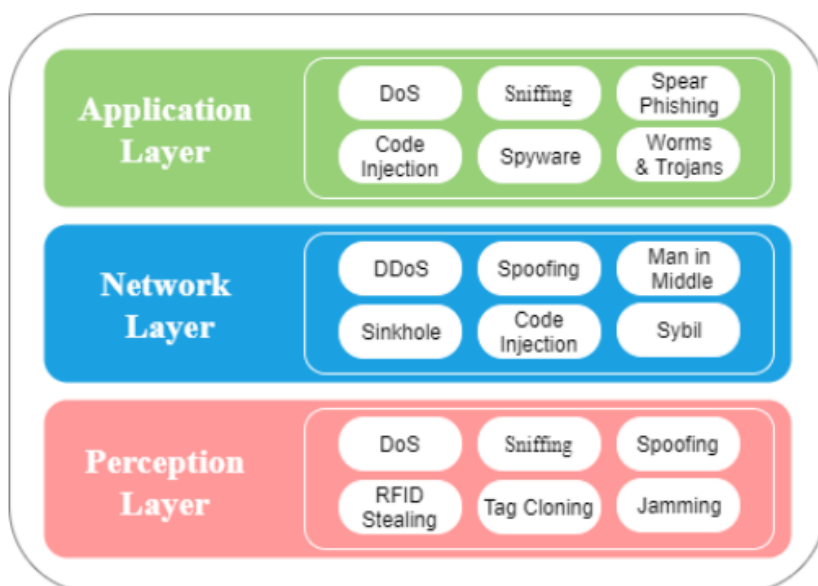 Application
Layer
DoS
Sniffing
Spear
Phishing
Code
Injection
Spyware
Worms
& Trojans
Network
Layer
DDoS
Spoofing
Man in
Middle
Sinkhole
Code
Injection
Sybil
Perception
Layer
DoS
Sniffing
Spoofing
RFID
Stealing
Tag Cloning
Jamming